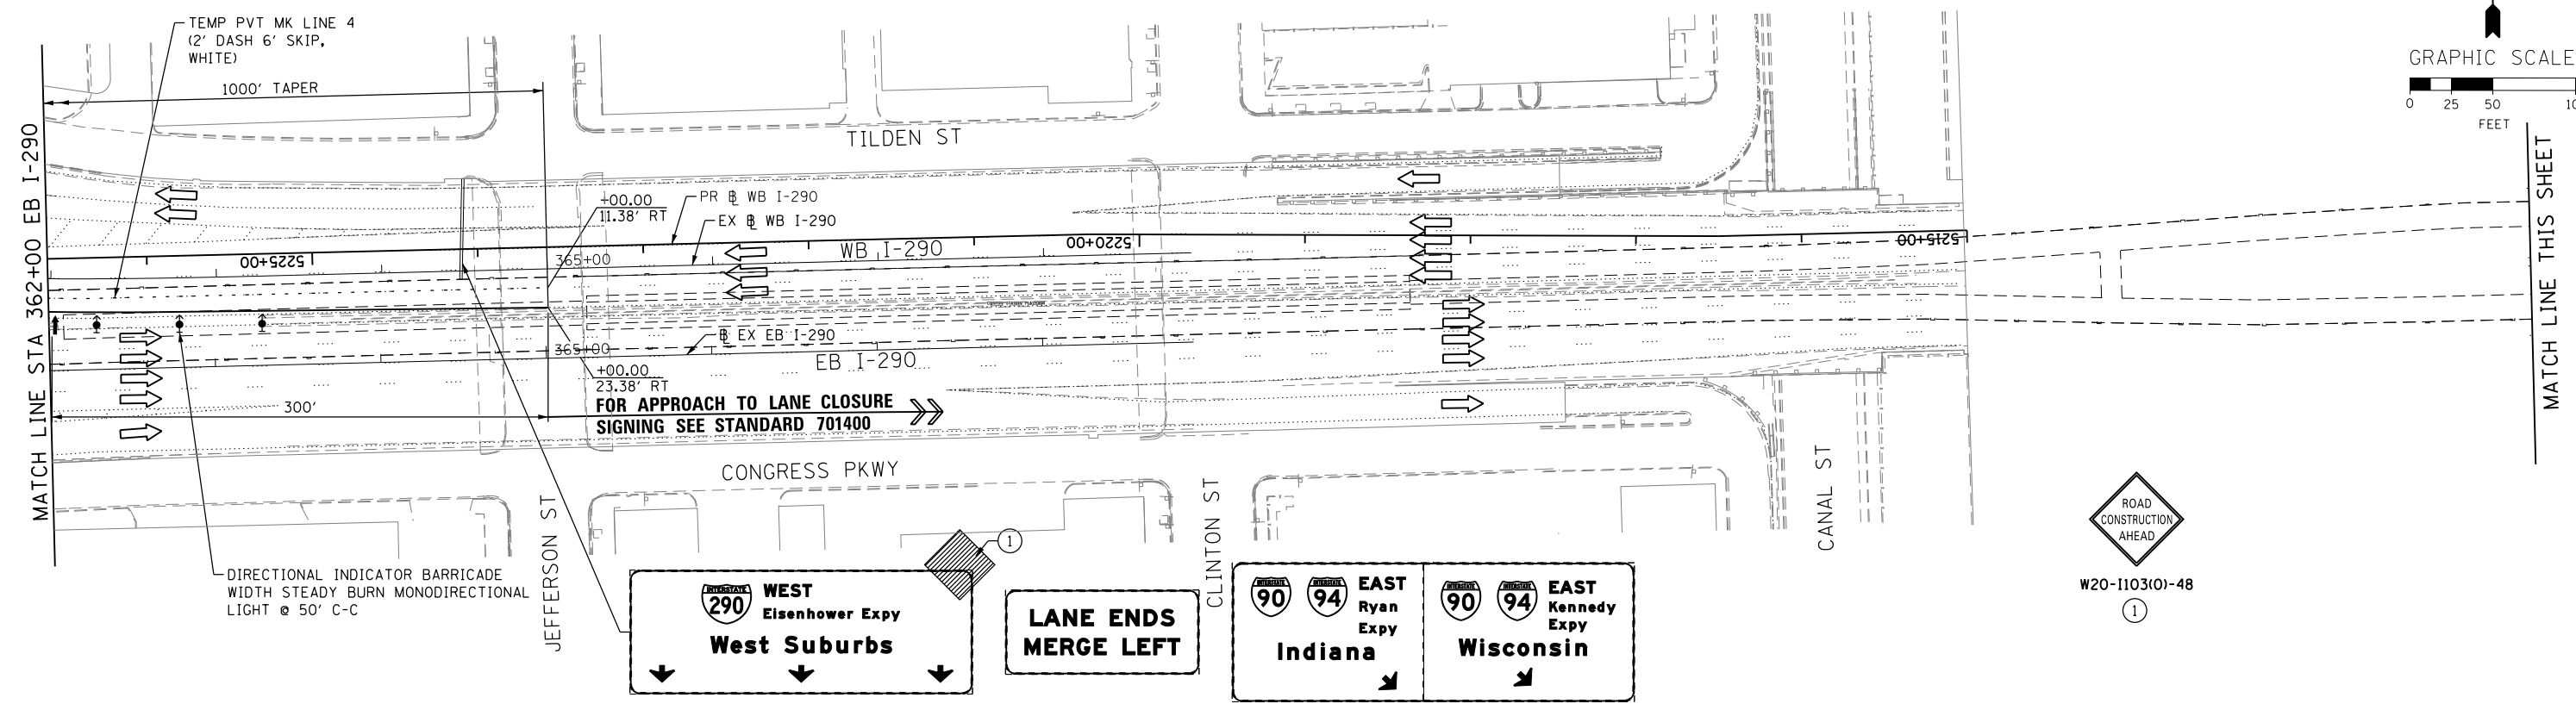 TEMP PVT MK LINE 4
(2' DASH 6' SKIP,
WHITE)
1000' TAPER
MATCH LINE STA 362+00 EB I-290
TILDEN ST
GRAPHIC SCALE
0 25 50 10
FEET
MATCH LINE THIS SHEET
+00.00
11.38' RT
PR B WB I-290
EX B WB I-290
WB I-290
5225+00
365+00
5220+00
5215+00
B EX EB I-290
365+00
EB I-290
+00.00
23.38' RT
300'
FOR APPROACH TO LANE CLOSURE
SIGNING SEE STANDARD 701400
CONGRESS PKWY
JEFFERSON ST
CLINTON ST
CANAL ST
DIRECTIONAL INDICATOR BARRICADE
WIDTH STEADY BURN MONODIRECTIONAL
LIGHT @ 50' C-C
1
INTERSTATE
290
WEST
Eisenhower Expy
West Suburbs
LANE ENDS
MERGE LEFT
INTERSTATE
90
INTERSTATE
94
EAST
Ryan
Expy
Indiana
INTERSTATE
90
INTERSTATE
94
EAST
Kennedy
Expy
Wisconsin
ROAD
CONSTRUCTION
AHEAD
W20-I103(0)-48
1